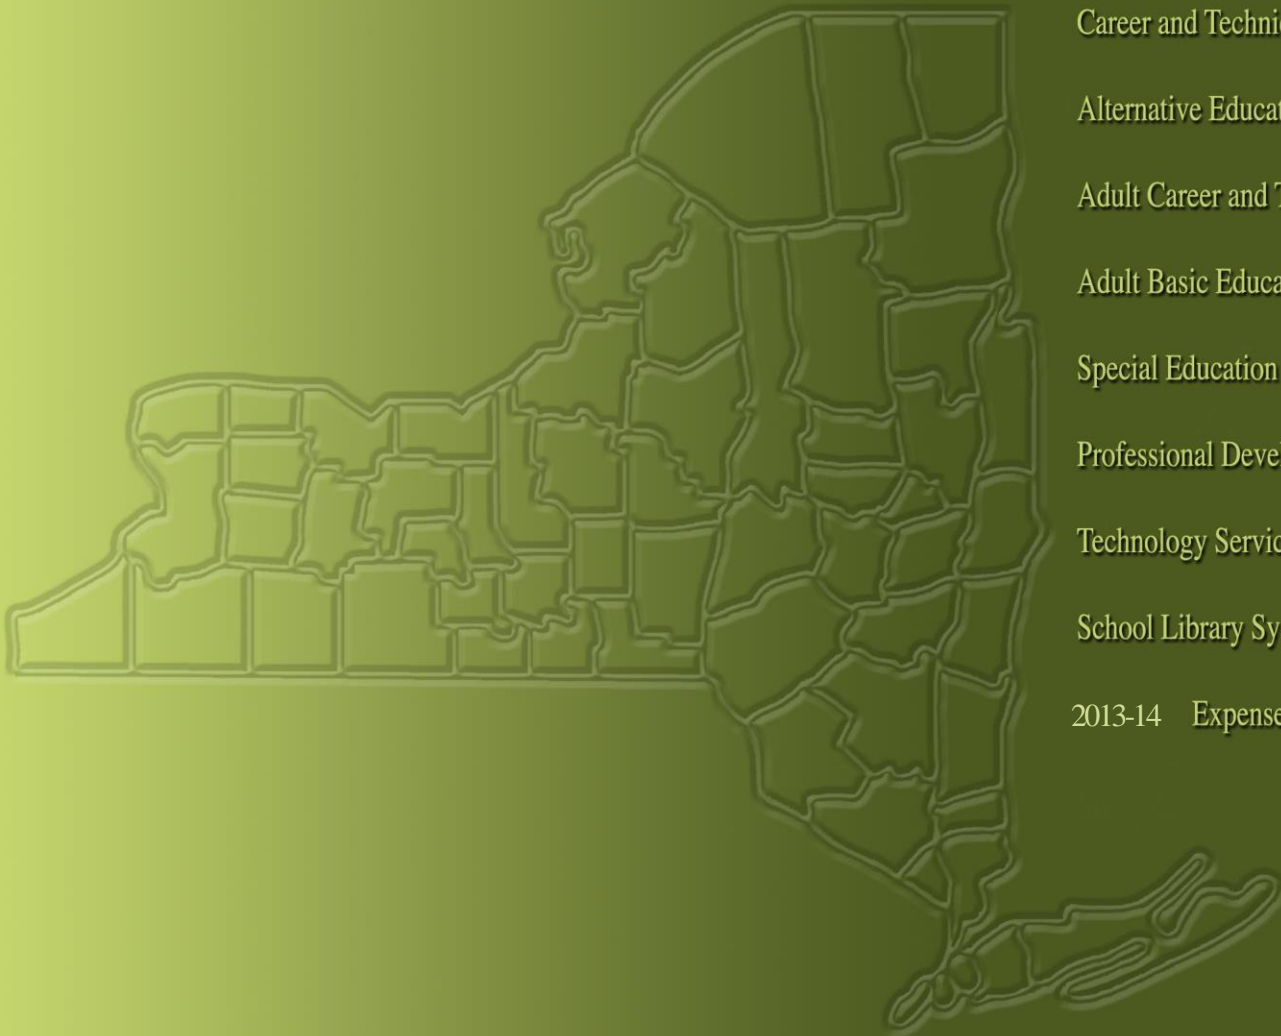 Career and Techni
Alternative Educat
Adult Career and T
Adult Basic Educa
Special Education
Professional Deve
Technology Servic
School Library Sy
2013-14 Expense